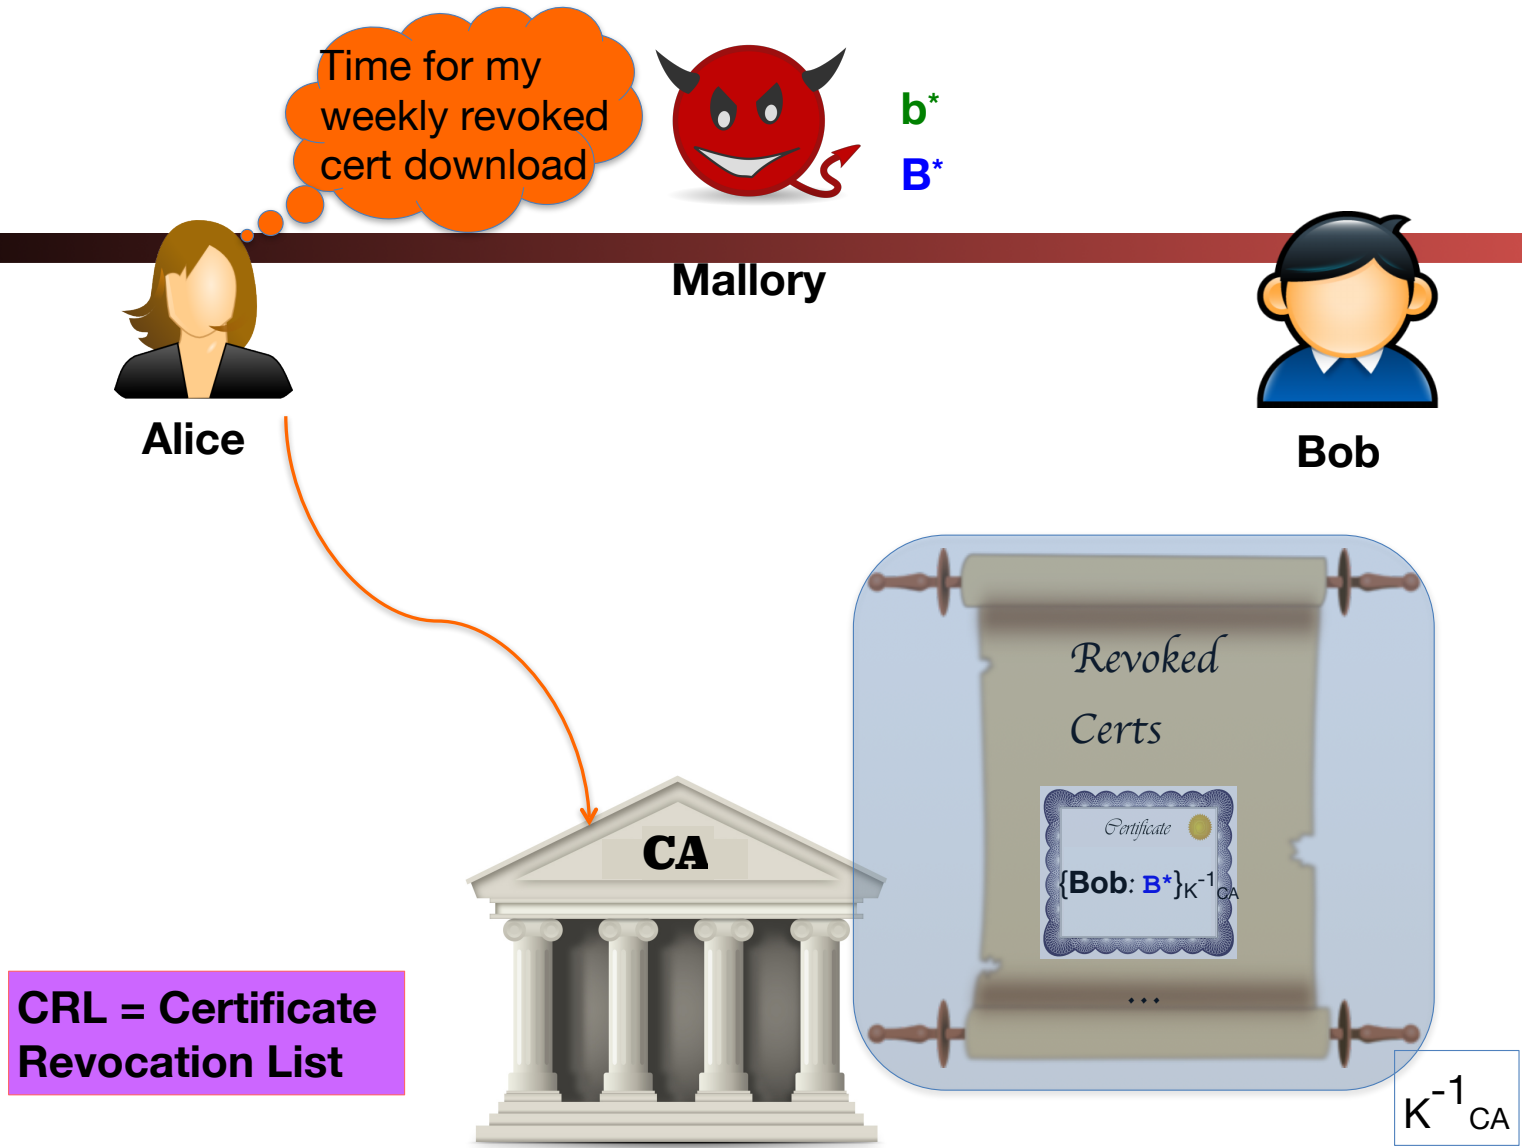 Time for my
weekly revoked
cert download
b*
B*
Mallory
Alice
Bob
Revoked
Certs
Certificate
{Bob: B*}K-1CA
...
CA
CRL = Certificate
Revocation List
K-1CA